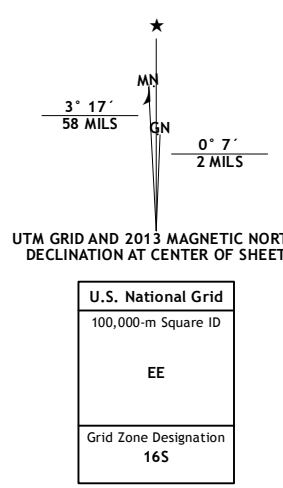 ★
MN
3° 17´
58 MILS
GN
0° 7´
2 MILS
UTM GRID AND 2013 MAGNETIC NORT
DECLINATION AT CENTER OF SHEET
U.S. National Grid
100,000-m Square ID
EE
Grid Zone Designation
16S